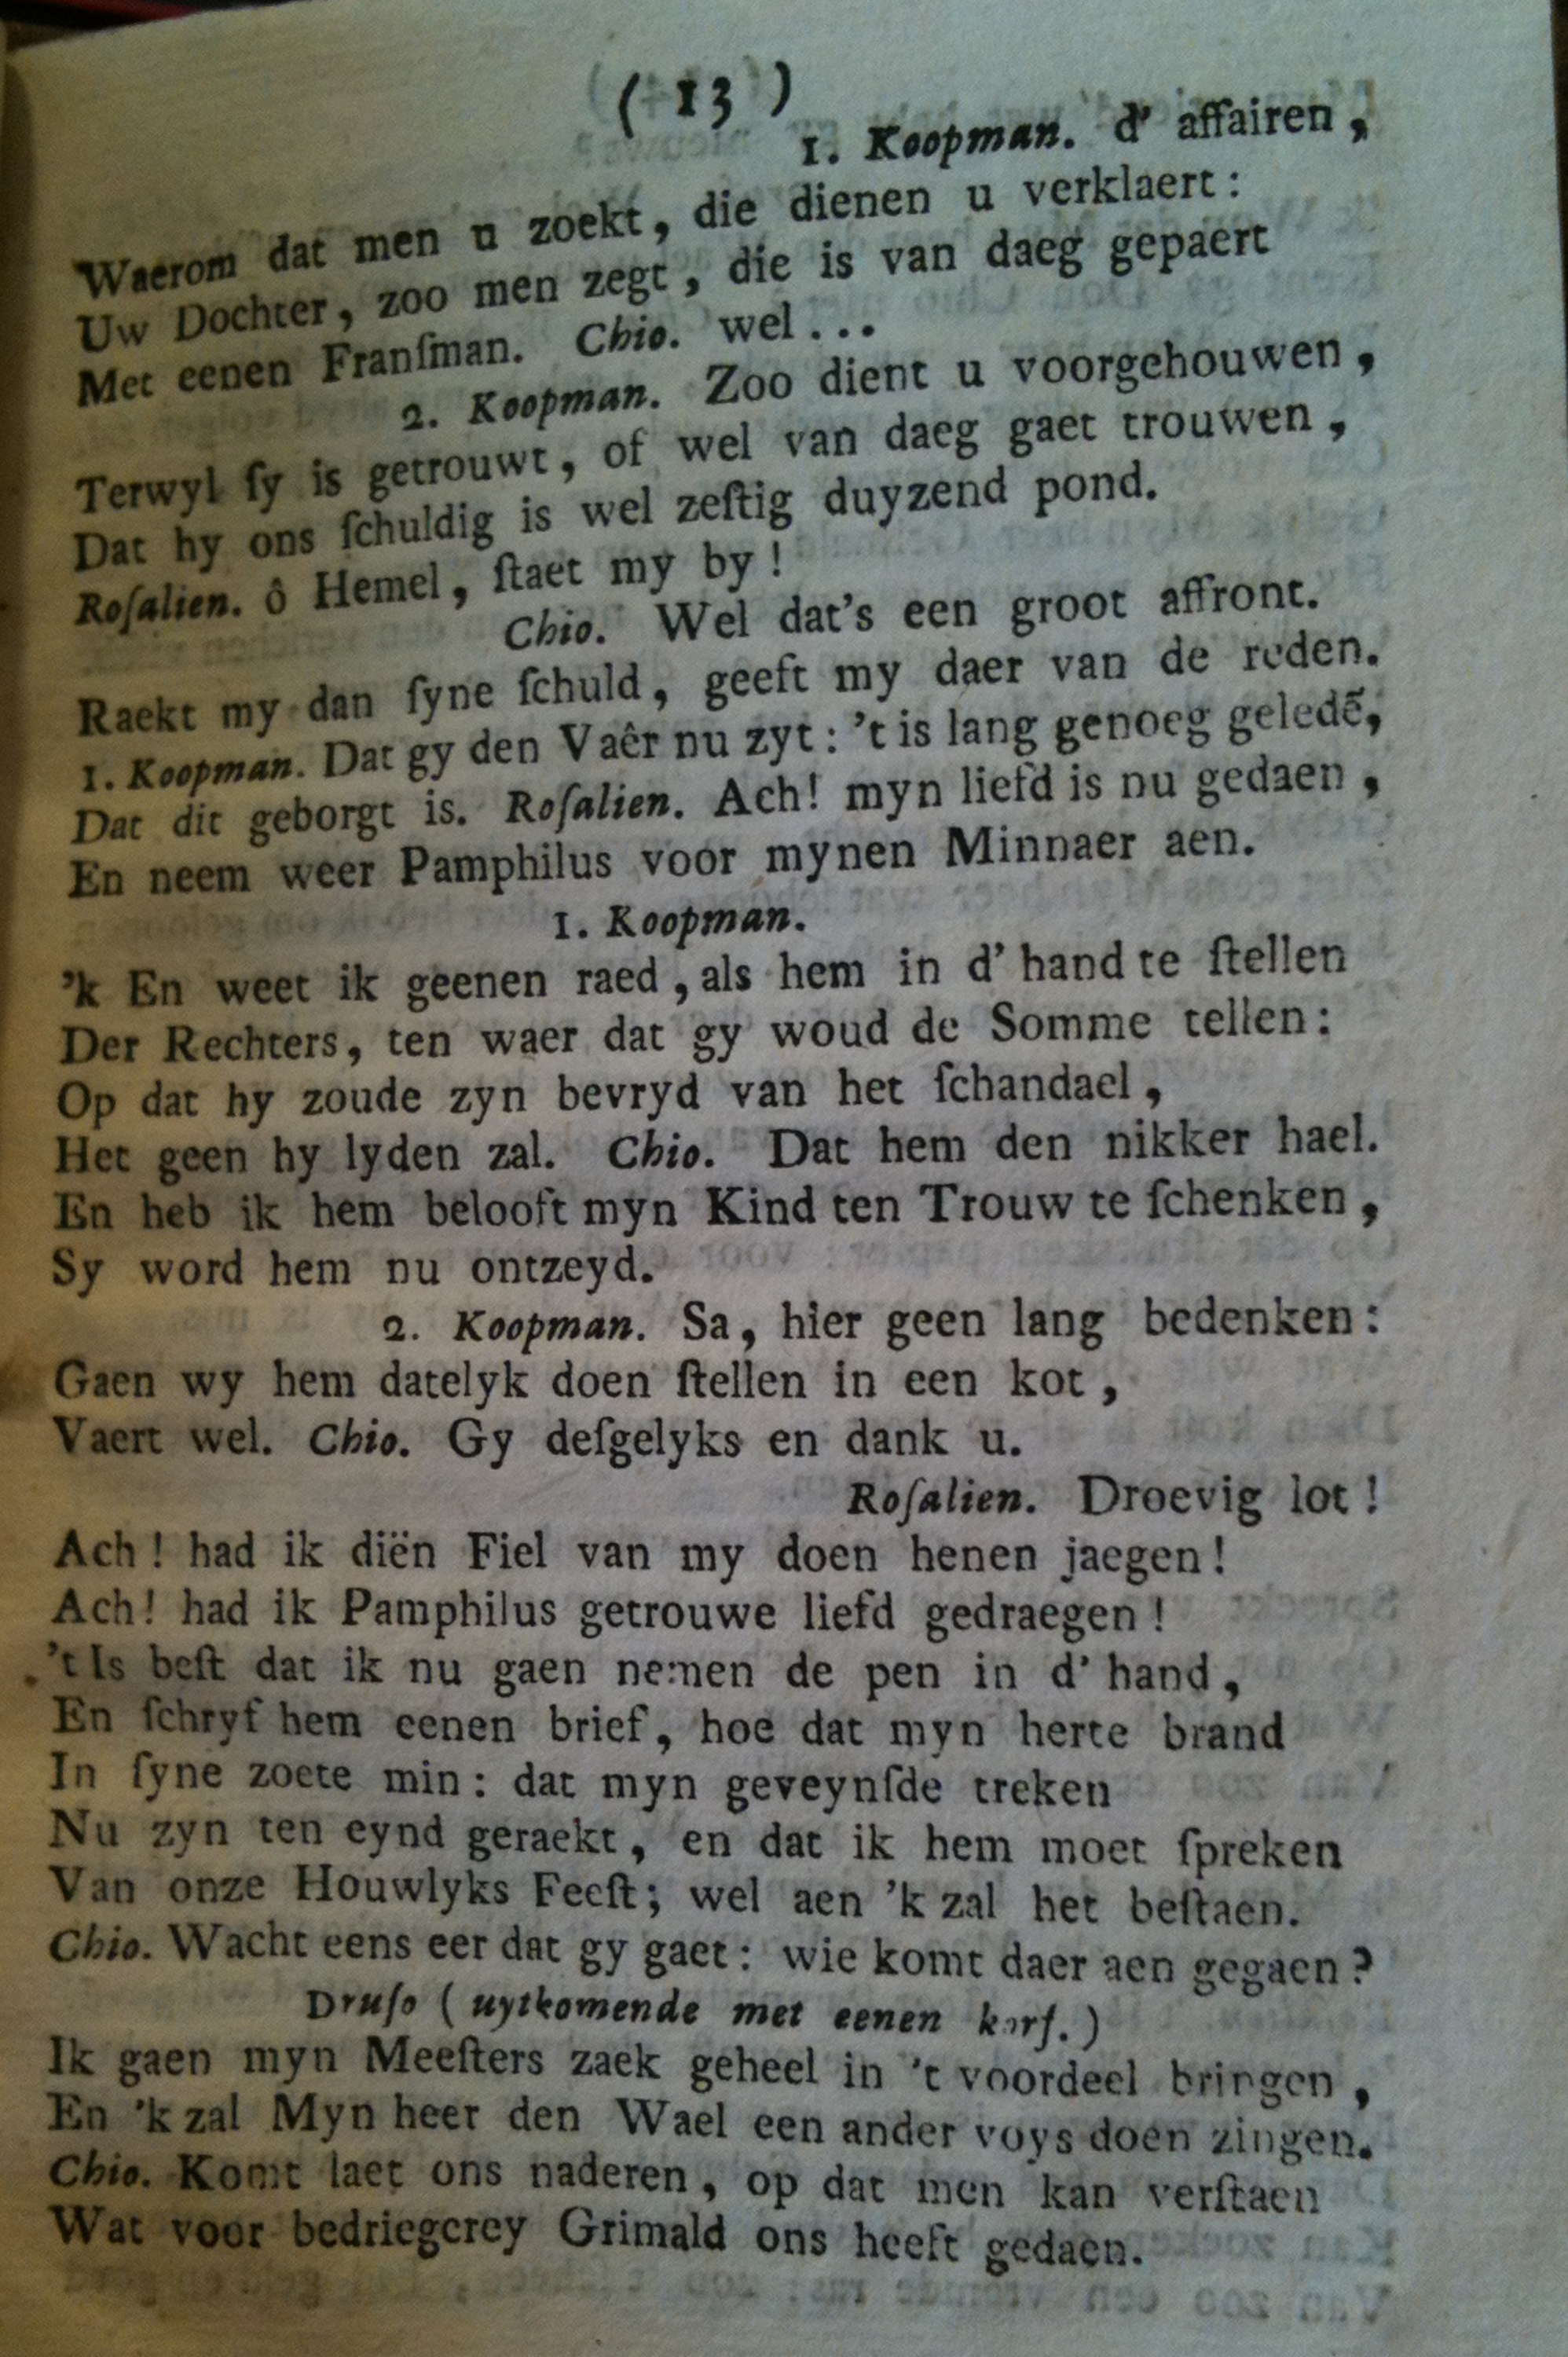 ( 13 )
1. Koopman. d' affairen,
Waerom dat men u zoekt, die dienen u verklaert:
Uw Dochter, zoo men zegt, die is van daeg gepaert
Met eenen Franſman. Chio. wel...
2. Koopman. Zoo dient u voorgehouwen,
Terwyl ſy is getrouwt, of wel van daeg gaet trouwen,
Dat hy ons ſchuldig is wel zeſtig duyzend pond.
Roſalien. ô Hemel, ſtaet my by!
Chio. Wel dat's een groot affront.
Raekt my dan ſyne ſchuld, geeft my daer van de reden.
1. Koopman. Dat gy den Vaêr nu zyt: 't is lang genoeg geledē,
Dat dit geborgt is. Roſalien. Ach! myn liefd is nu gedaen,
En neem weer Pamphilus voor mynen Minnaer aen.
1. Koopman.
'k En weet ik geenen raed, als hem in d' hand te ſtellen
Der Rechters, ten waer dat gy woud de Somme tellen:
Op dat hy zoude zyn bevryd van het ſchandael,
Het geen hy lyden zal. Chio. Dat hem den nikker hael.
En heb ik hem belooft myn Kind ten Trouw te ſchenken,
Sy word hem nu ontzeyd.
2. Koopman. Sa, hier geen lang bedenken:
Gaen wy hem datelyk doen ſtellen in een kot,
Vaert wel. Chio. Gy deſgelyks en dank u.
Roſalien. Droevig lot!
Ach! had ik diën Fiel van my doen henen jaegen!
Ach! had ik Pamphilus getrouwe liefd gedraegen!
't Is beſt dat ik nu gaen nemen de pen in d' hand,
En ſchryf hem eenen brief, hoe dat myn herte brand
In ſyne zoete min: dat myn geveynſde treken
Nu zyn ten eynd geraekt, en dat ik hem moet ſpreken
Van onze Houwlyks Feeſt; wel aen 'k zal het beſtaen.
Chio. Wacht eens eer dat gy gaet: wie komt daer aen gegaen?
Druſo (uytkomende met eenen korf.)
Ik gaen myn Meeſters zaek geheel in 't voordeel bringen,
En 'k zal Myn heer den Wael een ander voys doen zingen.
Chio. Komt laet ons naderen, op dat men kan verſtaen
Wat voor bedriegerey Grimald ons heeft gedaen.